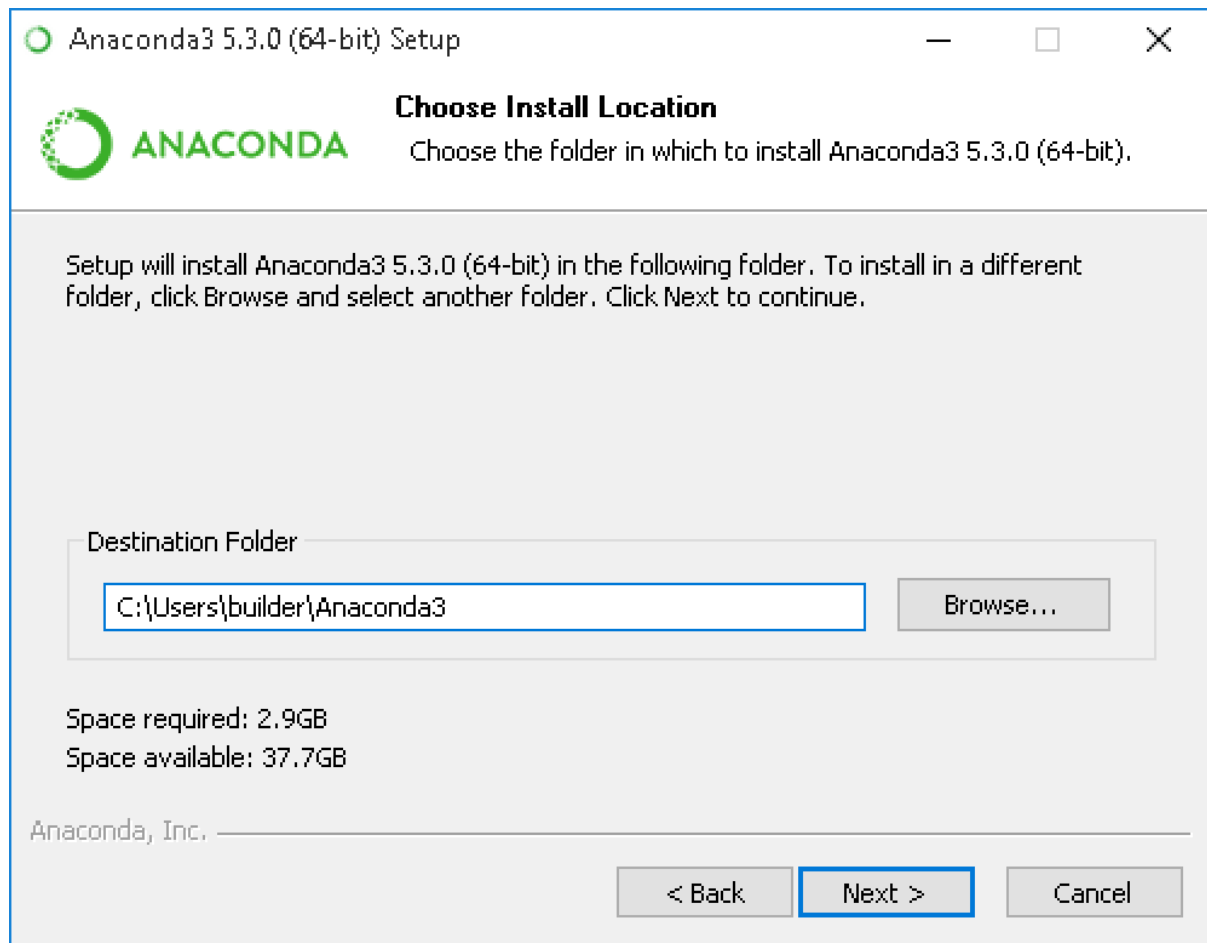 Anaconda3 5.3.0 (64-bit) Setup
ANACONDA
Choose Install Location
Choose the folder in which to install Anaconda3 5.3.0 (64-bit).
Setup will install Anaconda3 5.3.0 (64-bit) in the following folder. To install in a different
folder, click Browse and select another folder. Click Next to continue.
Destination Folder
C:\Users\builder\Anaconda3
Browse...
Space required: 2.9GB
Space available: 37.7GB
Anaconda, Inc.
< Back
Next >
Cancel